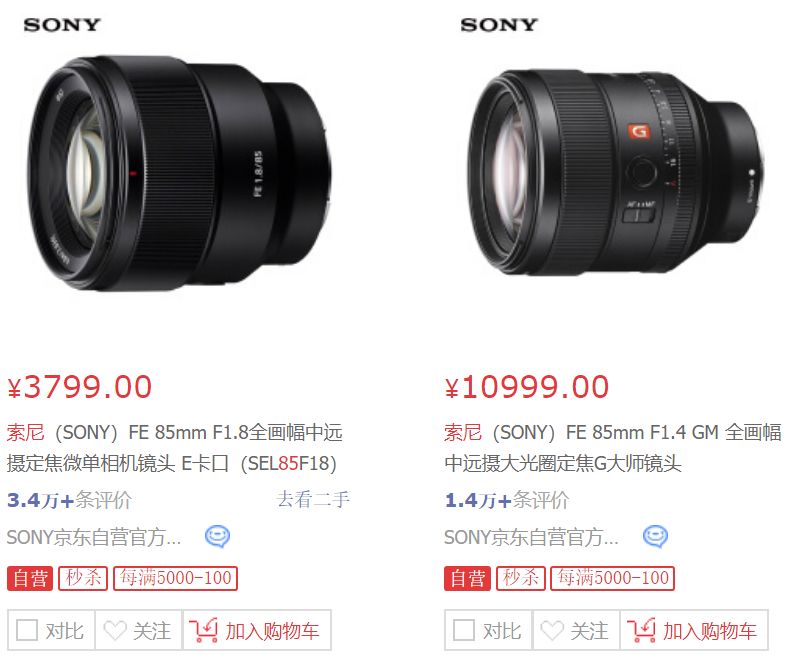 SONY
¥3799.00
索尼（SONY）FE 85mm F1.8全画幅中远
摄定焦微单相机镜头 E卡口（SEL85F18）
3.4万+条评价 去看二手
SONY京东自营官方...
自营 秒杀 每满5000-100
对比 关注 加入购物车
SONY
¥10999.00
索尼（SONY）FE 85mm F1.4 GM 全画幅
中远摄大光圈定焦G大师镜头
1.4万+条评价
SONY京东自营官方...
自营 秒杀 每满5000-100
对比 关注 加入购物车
FE 1.8/85
G
AF MF